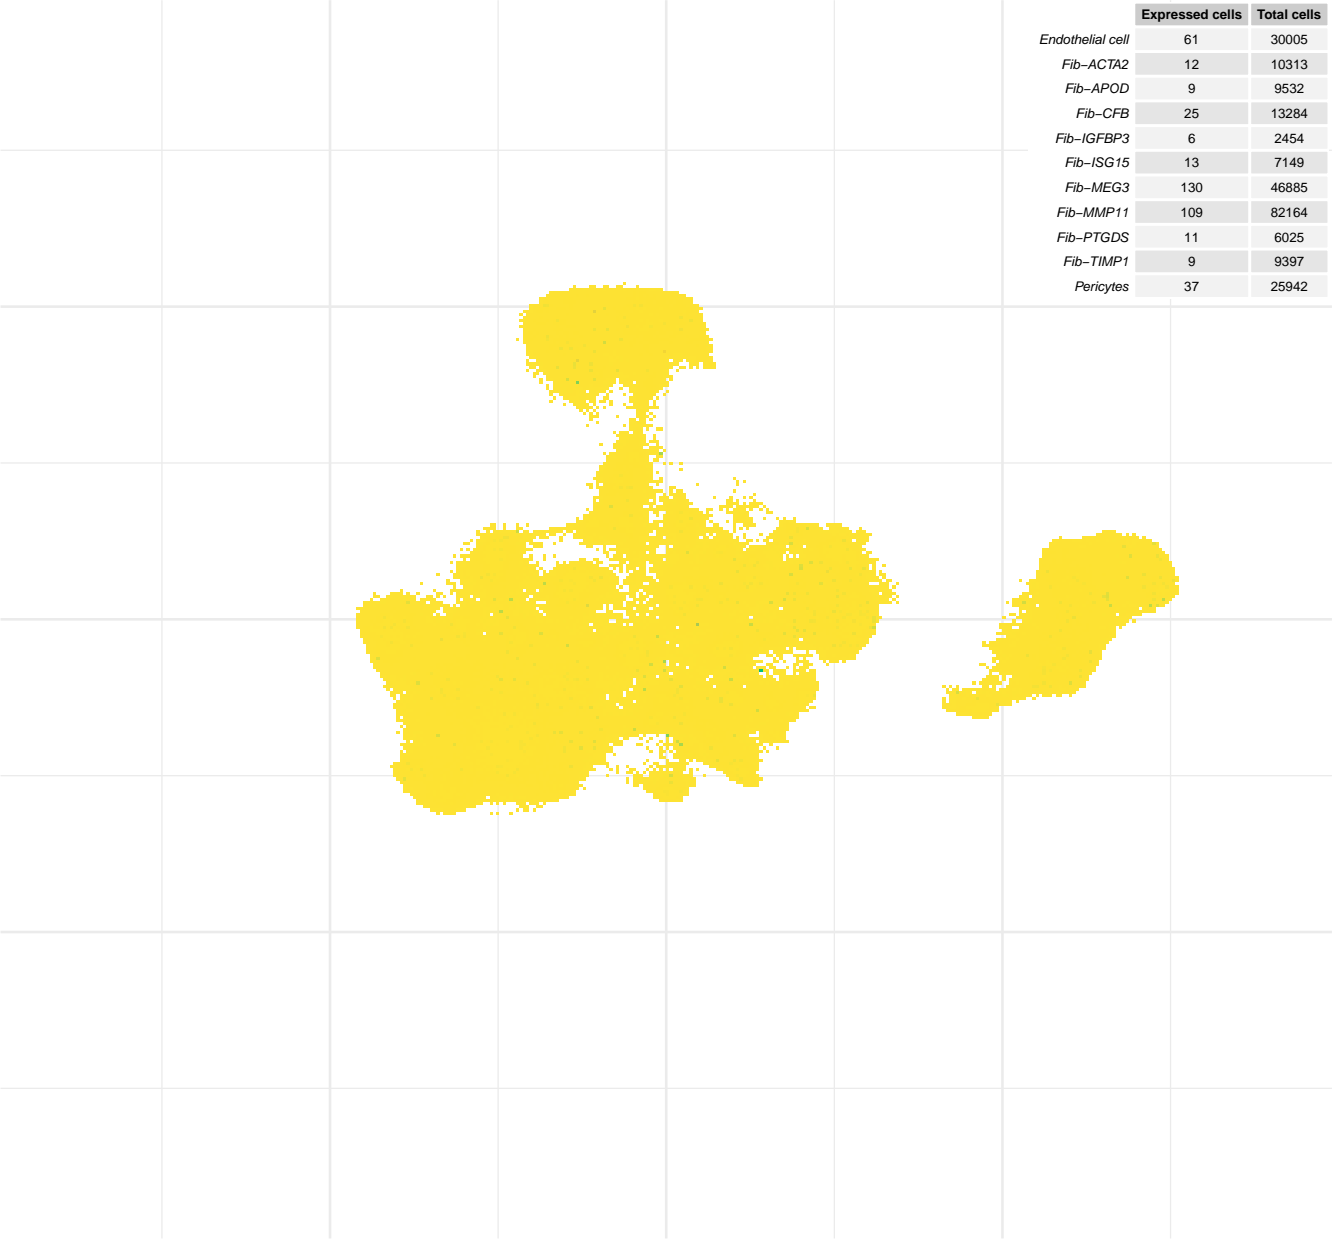 Expressed cells Total cells
Endothelial cell 61 30005
Fib−ACTA2 12 10313
Fib−APOD 9 9532
Fib−CFB 25 13284
Fib−IGFBP3 6 2454
Fib−ISG15 13 7149
Fib−MEG3 130 46885
Fib−MMP11 109 82164
Fib−PTGDS 11 6025
Fib−TIMP1 9 9397
Pericytes 37 25942